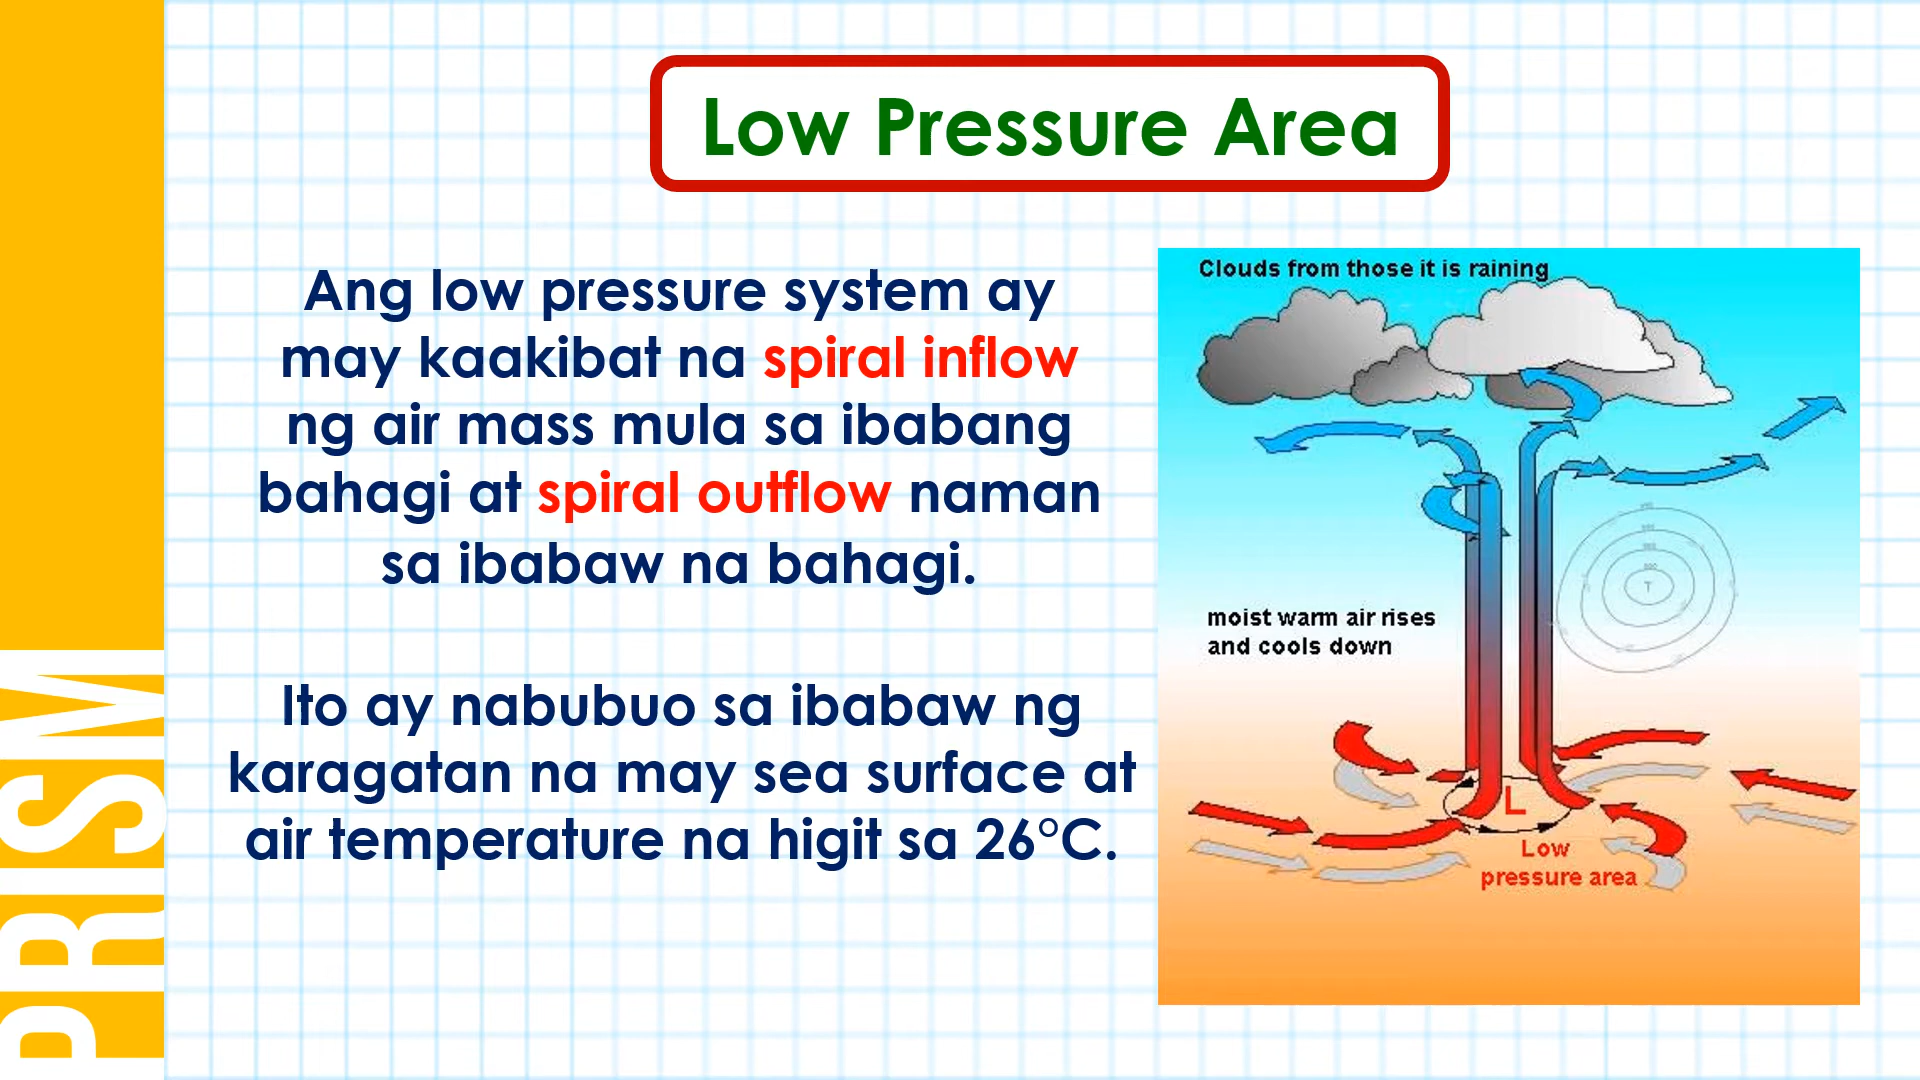 Low Pressure Area
Ang low pressure system ay
may kaakibat na spiral inflow
ng air mass mula sa ibabang
bahagi at spiral outflow naman
sa ibabaw na bahagi.
Ito ay nabubuo sa ibabaw ng
karagatan na may sea surface at
air temperature na higit sa 26°C.
Clouds from those it is raining
moist warm air rises
and cools down
T
L
Low
pressure area
PRISM